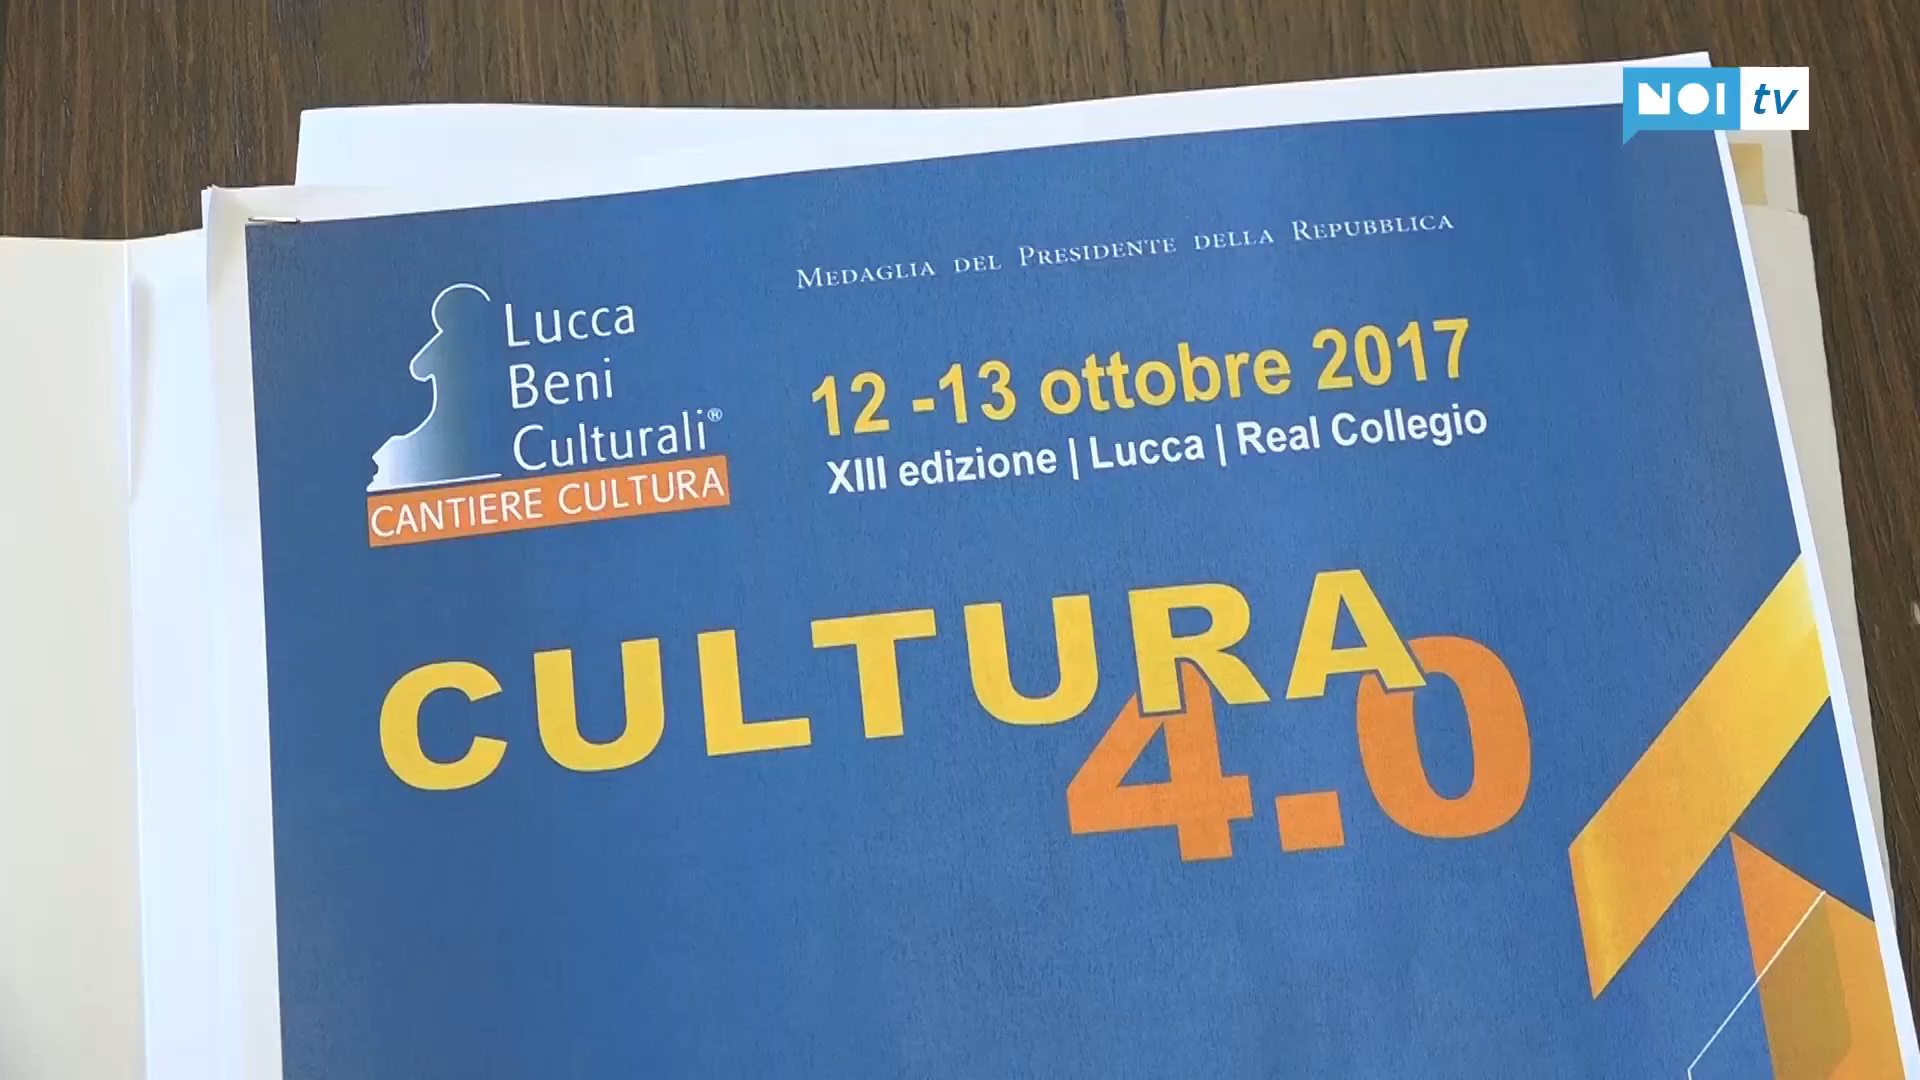 NOI tv
MEDAGLIA DEL PRESIDENTE DELLA REPUBBLICA
Lucca
Beni
Culturali®
CANTIERE CULTURA
12 -13 ottobre 2017
XIII edizione | Lucca | Real Collegio
CULTURA
4.0